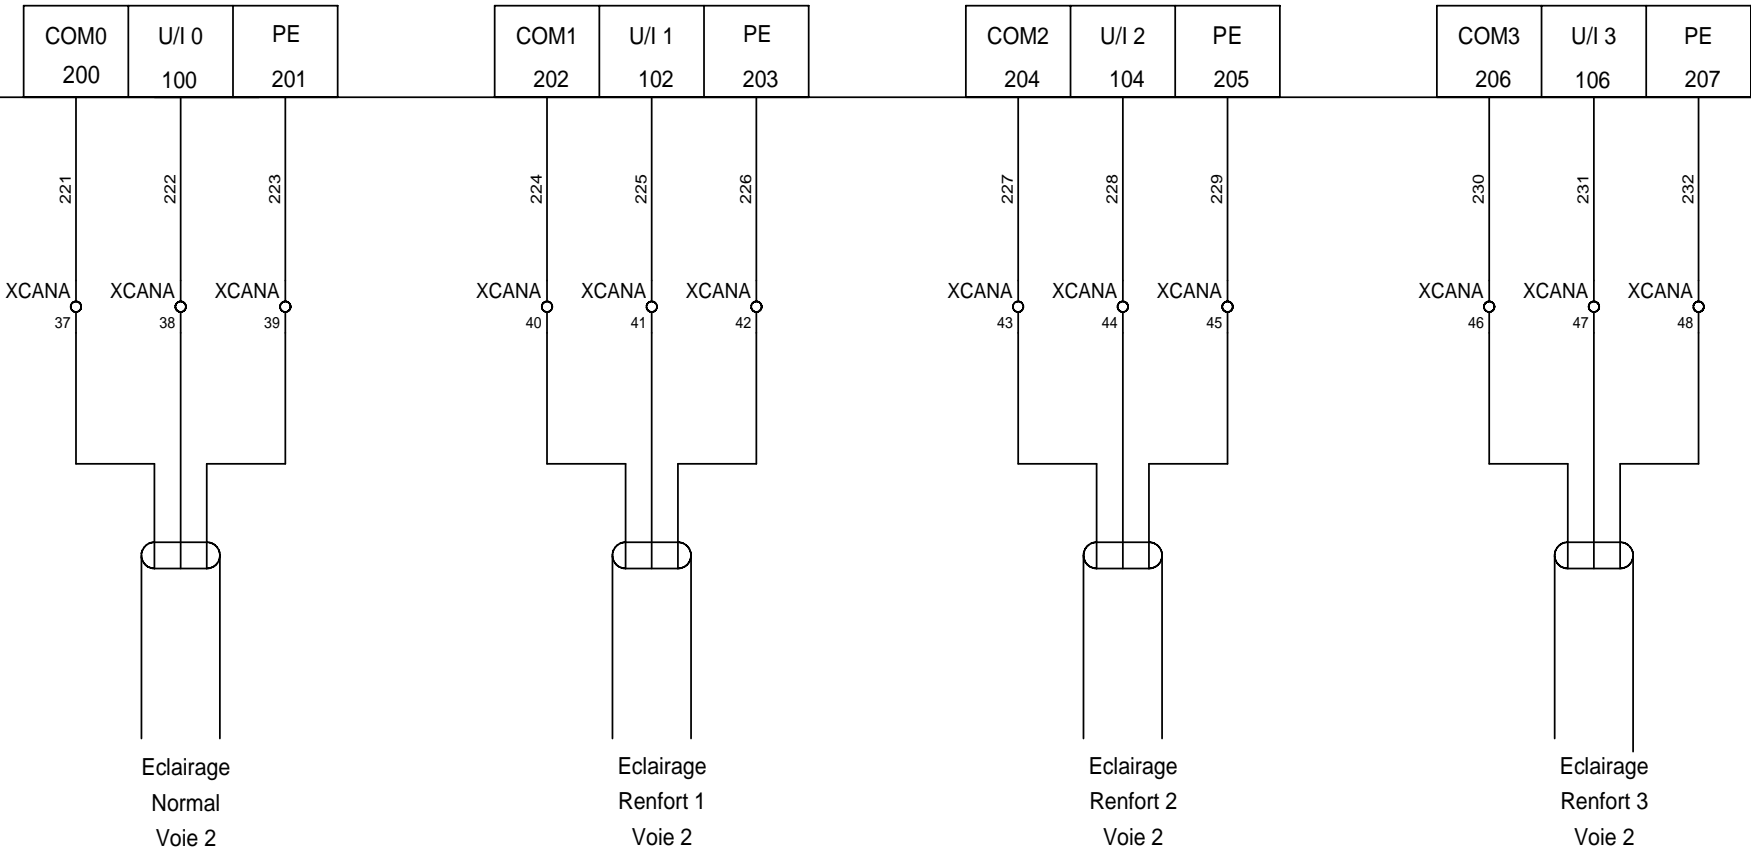 COM0 U/I 0 PE COM1 U/I 1 PE COM2 U/I 2 PE COM3 U/I 3 PE
200 100 201 202 102 203 204 104 205 206 106 207
221 222 223 224 225 226 227 228 229 230 231 232
XCANA XCANA XCANA XCANA XCANA XCANA XCANA XCANA XCANA XCANA XCANA XCANA
37 38 39 40 41 42 43 44 45 46 47 48
Eclairage Eclairage Eclairage Eclairage
Normal Renfort 1 Renfort 2 Renfort 3
Voie 2 Voie 2 Voie 2 Voie 2